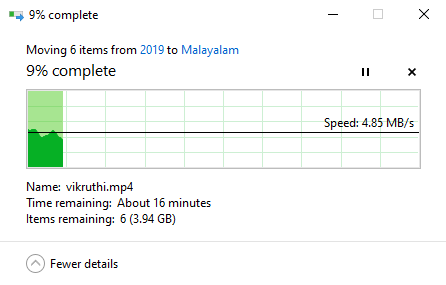 9% complete
Moving 6 items from 2019 to Malayalam
9% complete
Speed: 4.85 MB/s
Name: vikruthi.mp4
Time remaining: About 16 minutes
Items remaining: 6 (3.94 GB)
Fewer details